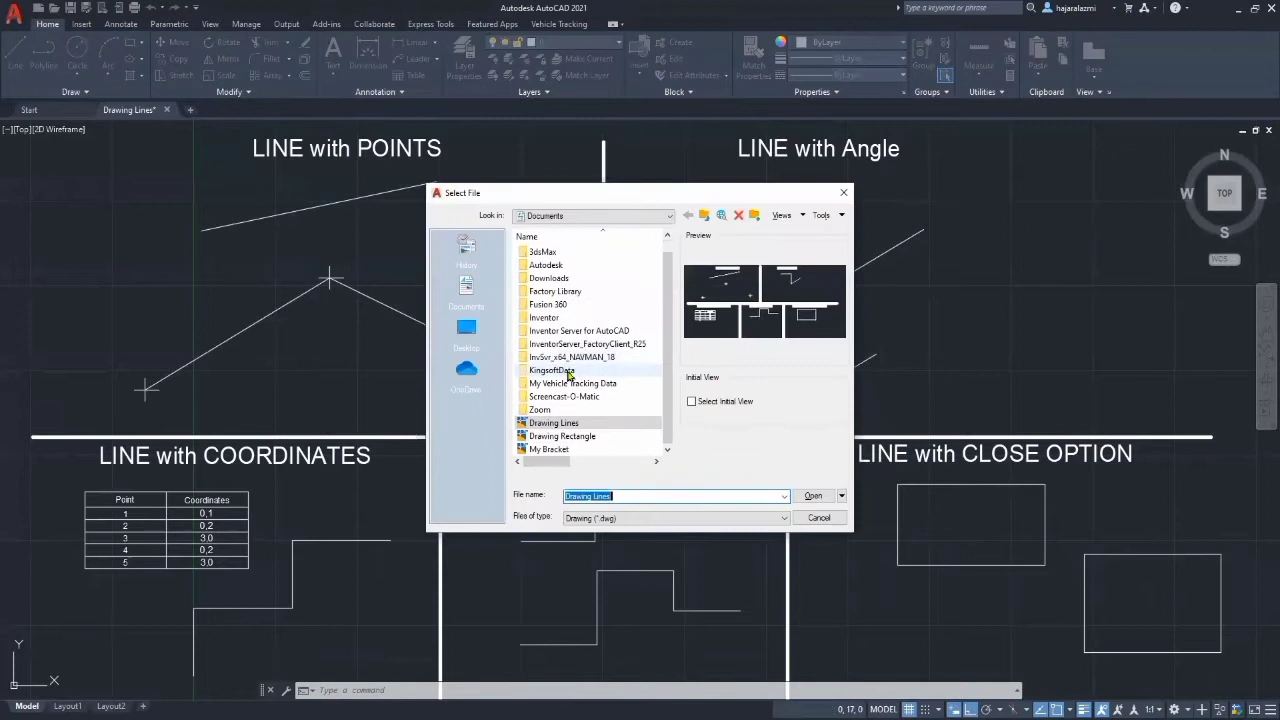 Autodesk AutoCAD 2021
Type a keyword or phrase
hajaralazmi
Home Insert Annotate Parametric View Manage Output Add-ins Collaborate Express Tools Featured Apps Vehicle Tracking
Line Polyline Circle Arc
Move Rotate
Copy Mirror Fillet
Stretch Scale Array
Text Dimension
Linear
Leader
Table
Layer Properties
0
Make Current
Match Layer
Insert
Create
Edit
Edit Attributes
Match Properties
ByLayer
ByLayer
ByLayer
Group
Measure
Paste
Base
Draw Modify Annotation Layers Block Properties Groups Utilities Clipboard View
Start Drawing Lines*
[−][Top][2D Wireframe]
LINE with POINTS
LINE with Angle
N
W TOP E
S
WCS
Select File
Look in: Documents
Views Tools
Name
Preview
History
Documents
Desktop
OneDrive
3dsMax
Autodesk
Downloads
Factory Library
Fusion 360
Inventor
Inventor Server for AutoCAD
InventorServer_FactoryClient_R25
InvSvr_x64_NAVMAN_18
KingsoftData
My Vehicle Tracking Data
Screencast-O-Matic
Zoom
Drawing Lines
Drawing Rectangle
My Bracket
Initial View
Select Initial View
File name: Drawing Lines Open
Files of type: Drawing (*.dwg) Cancel
LINE with COORDINATES
LINE with CLOSE OPTION
Point Coordinates
1 0,1
2 0,2
3 3,0
4 0,2
5 3,0
Y
X
Type a command
Model Layout1 Layout2
0, 17, 0 MODEL
1:1